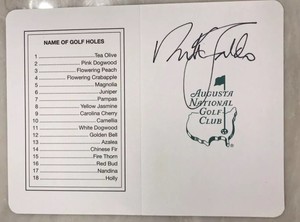 NAME OF GOLF HOLES
1 Tea Olive
2 Pink Dogwood
3 Flowering Peach
4 Flowering Crabapple
5 Magnolia
6 Juniper
7 Pampas
8 Yellow Jasmine
9 Carolina Cherry
10 Camellia
11 White Dogwood
12 Golden Bell
13 Azalea
14 Chinese Fir
15 Fire Thorn
16 Red Bud
17 Nandina
18 Holly
AUGUSTA
NATIONAL
GOLF
CLUB